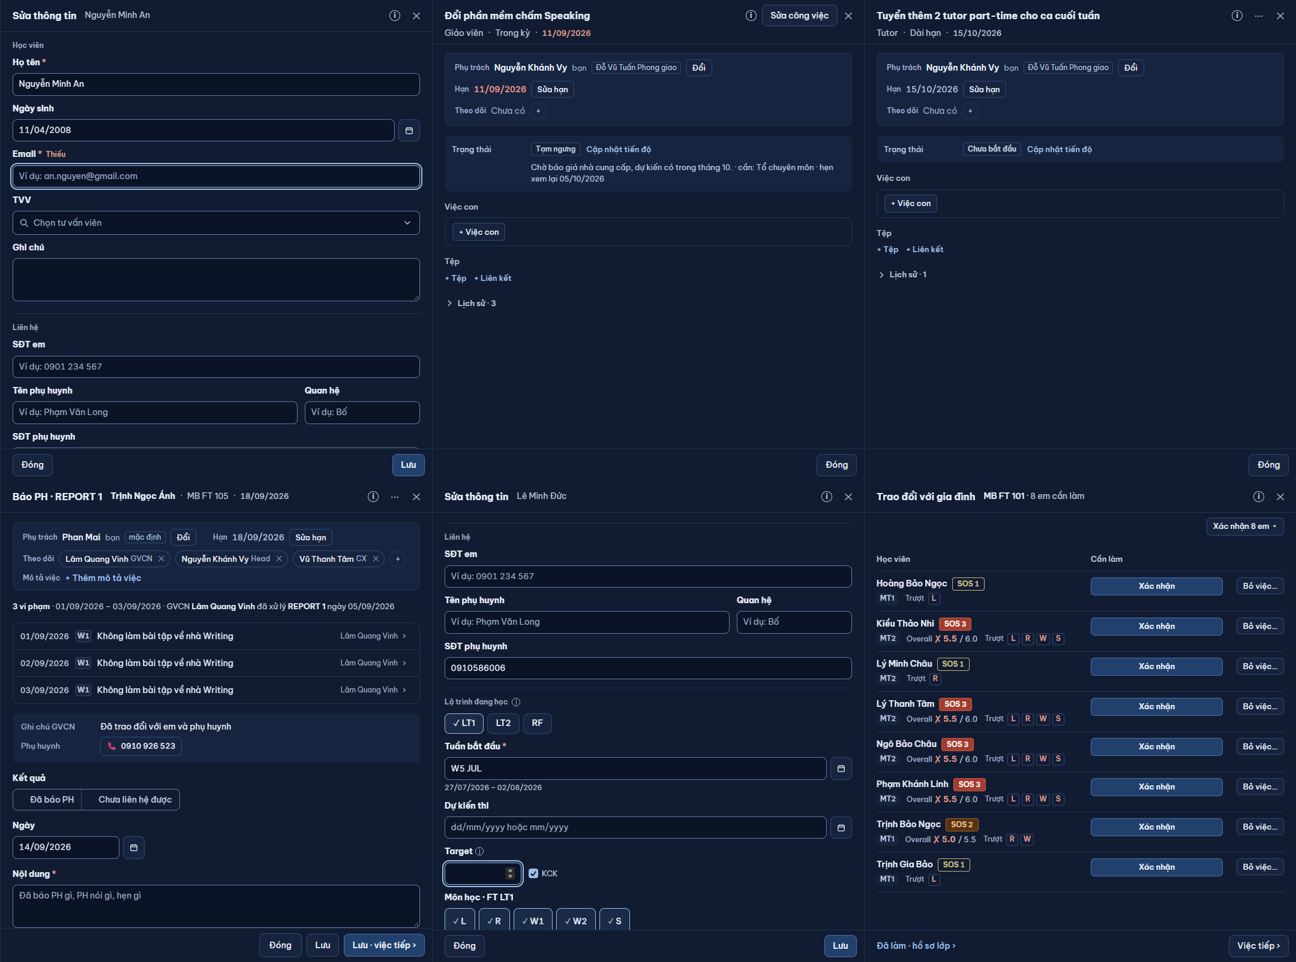 Sửa thông tin Nguyễn Minh An
Học viên
Họ tên *
Nguyễn Minh An
Ngày sinh
11/04/2008
Email * Thiếu
Ví dụ: an.nguyen@gmail.com
TVV
Chọn tư vấn viên
Ghi chú
Liên hệ
SĐT em
Ví dụ: 0901 234 567
Tên phụ huynh Quan hệ
Ví dụ: Phạm Văn Long Ví dụ: Bố
SĐT phụ huynh
Đóng Lưu
Đổi phần mềm chấm Speaking Sửa công việc
Giáo viên · Trong kỳ · 11/09/2026
Phụ trách Nguyễn Khánh Vy bạn Đỗ Vũ Tuấn Phong giao Đổi
Hạn 11/09/2026 Sửa hạn
Theo dõi Chưa có +
Trạng thái Tạm ngưng Cập nhật tiến độ
Chờ báo giá nhà cung cấp, dự kiến có trong tháng 10. · cần: Tổ chuyên môn · hẹn
xem lại 05/10/2026
Việc con
+ Việc con
Tệp
+ Tệp + Liên kết
Lịch sử · 3
Đóng
Tuyển thêm 2 tutor part-time cho ca cuối tuần
Tutor · Dài hạn · 15/10/2026
Phụ trách Nguyễn Khánh Vy bạn Đỗ Vũ Tuấn Phong giao Đổi
Hạn 15/10/2026 Sửa hạn
Theo dõi Chưa có +
Trạng thái Chưa bắt đầu Cập nhật tiến độ
Việc con
+ Việc con
Tệp
+ Tệp + Liên kết
Lịch sử · 1
Đóng
Báo PH · REPORT 1 Trịnh Ngọc Ánh · MB FT 105 · 18/09/2026
Phụ trách Phan Mai bạn mặc định Đổi Hạn 18/09/2026 Sửa hạn
Theo dõi Lâm Quang Vinh GVCN Nguyễn Khánh Vy Head Vũ Thanh Tâm CX +
Mô tả việc + Thêm mô tả việc
3 vi phạm · 01/09/2026 – 03/09/2026 · GVCN Lâm Quang Vinh đã xử lý REPORT 1 ngày 05/09/2026
01/09/2026 W1 Không làm bài tập về nhà Writing Lâm Quang Vinh ›
02/09/2026 W1 Không làm bài tập về nhà Writing Lâm Quang Vinh ›
03/09/2026 W1 Không làm bài tập về nhà Writing Lâm Quang Vinh ›
Ghi chú GVCN Đã trao đổi với em và phụ huynh
Phụ huynh 0910 926 523
Kết quả
Đã báo PH Chưa liên hệ được
Ngày
14/09/2026
Nội dung *
Đã báo PH gì, PH nói gì, hẹn gì
Đóng Lưu Lưu · việc tiếp ›
Sửa thông tin Lê Minh Đức
Liên hệ
SĐT em
Ví dụ: 0901 234 567
Tên phụ huynh Quan hệ
Ví dụ: Phạm Văn Long Ví dụ: Bố
SĐT phụ huynh
0910586006
Lộ trình đang học
✓ LT1 LT2 RF
Tuần bắt đầu *
W5 JUL
27/07/2026 – 02/08/2026
Dự kiến thi
dd/mm/yyyy hoặc mm/yyyy
Target
KCK
Môn học · FT LT1
✓ L ✓ R ✓ W1 ✓ W2 ✓ S
Đóng Lưu
Trao đổi với gia đình MB FT 101 · 8 em cần làm
Xác nhận 8 em
Học viên Cần làm
Hoàng Bảo Ngọc SOS 1 Xác nhận Bỏ việc...
MT1 Trượt L
Kiều Thảo Nhi SOS 3 Xác nhận Bỏ việc...
MT2 Overall ✗ 5.5 / 6.0 Trượt L R W S
Lý Minh Châu SOS 1 Xác nhận Bỏ việc...
MT2 Trượt R
Lý Thanh Tâm SOS 3 Xác nhận Bỏ việc...
MT2 Overall ✗ 5.5 / 6.0 Trượt L R W S
Ngô Bảo Châu SOS 3 Xác nhận Bỏ việc...
MT2 Overall ✗ 5.5 / 6.0 Trượt L R W S
Phạm Khánh Linh SOS 3 Xác nhận Bỏ việc...
MT2 Overall ✗ 5.5 / 6.0 Trượt L R W S
Trịnh Bảo Ngọc SOS 2 Xác nhận Bỏ việc...
MT1 Overall ✗ 5.0 / 5.5 Trượt R W
Trịnh Gia Bảo SOS 1 Xác nhận Bỏ việc...
MT1 Trượt L
Đã làm · hồ sơ lớp › Việc tiếp ›